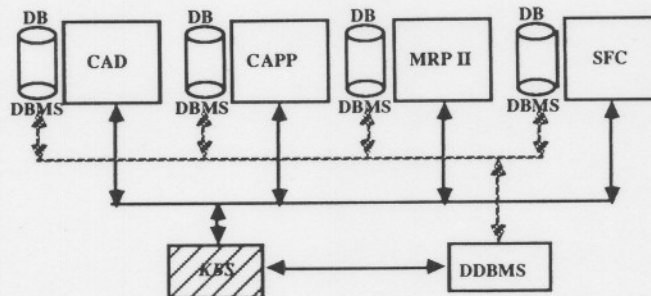 DB DB DB DB
CAD CAPP MRP II SFC
DBMS DBMS DBMS DBMS
KBS DDBMS